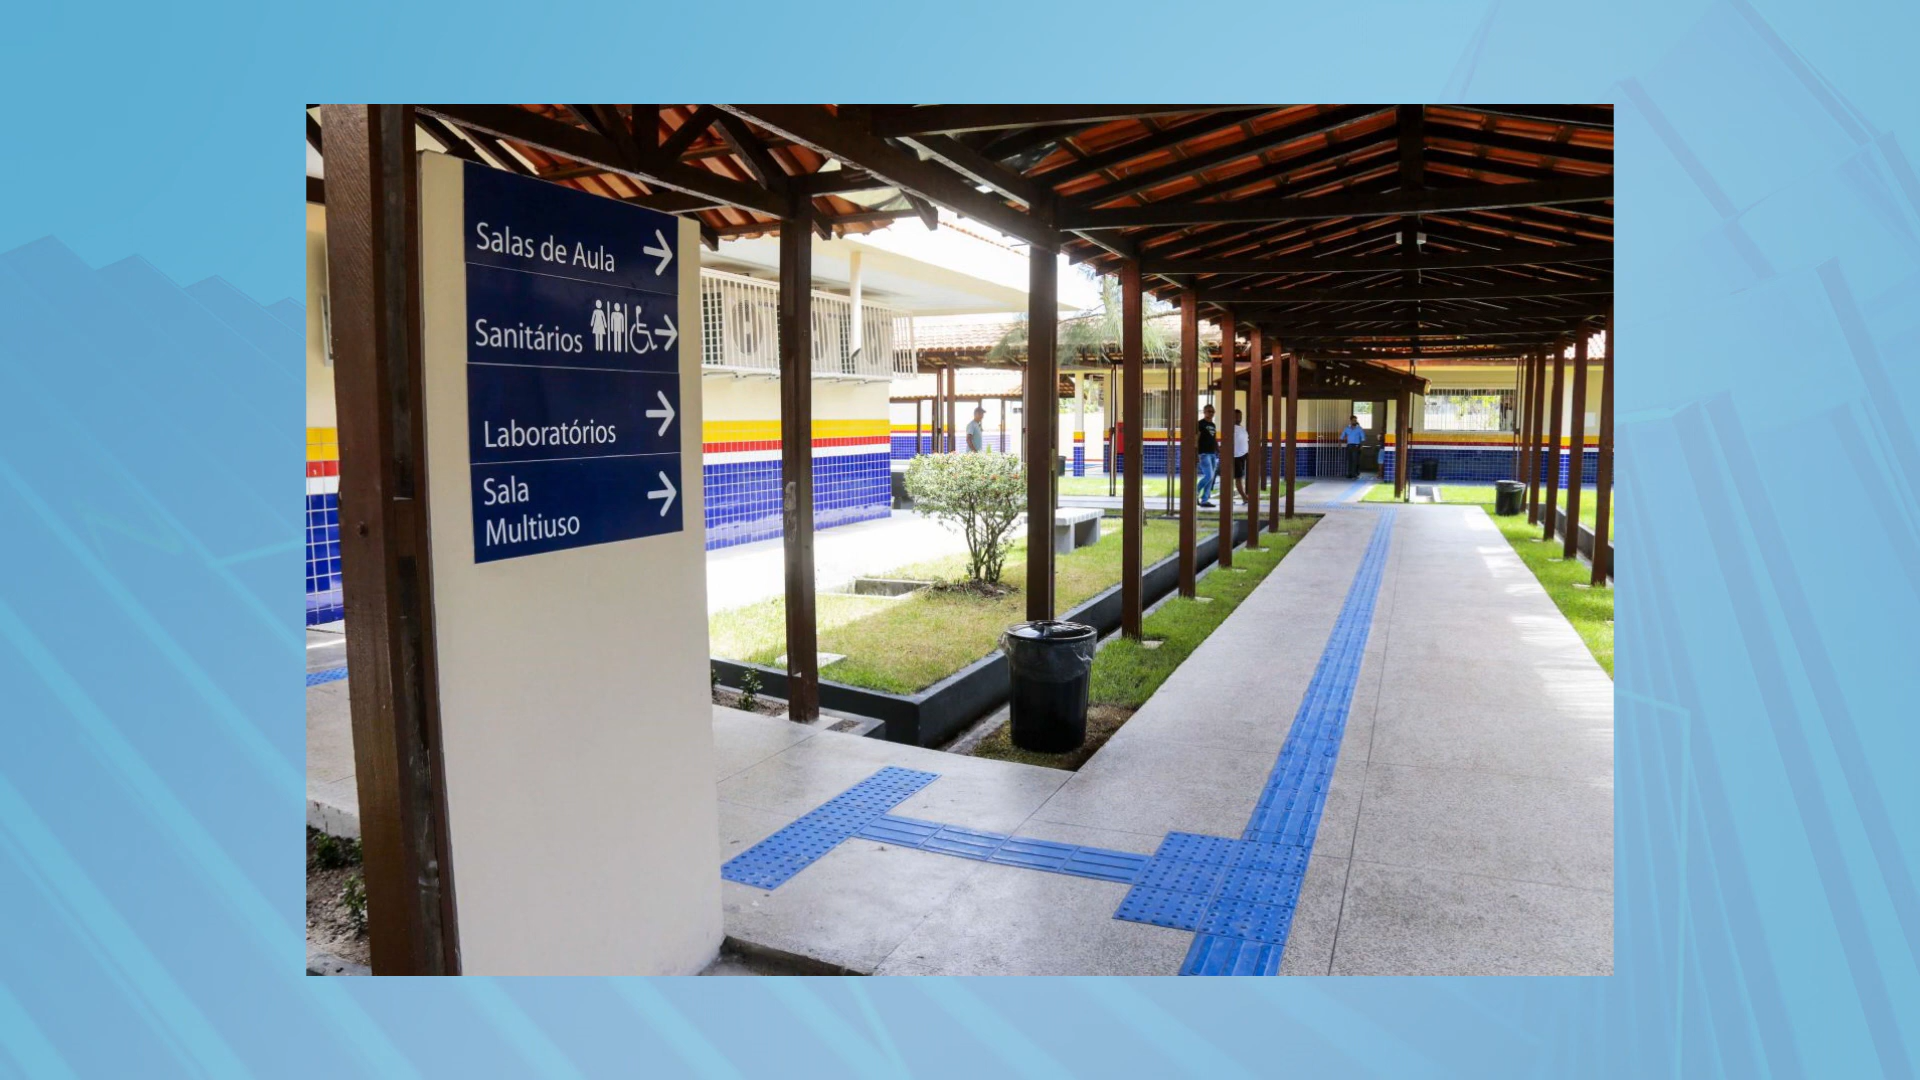 Salas de Aula
Sanitários
Laboratórios
Sala
Multiuso